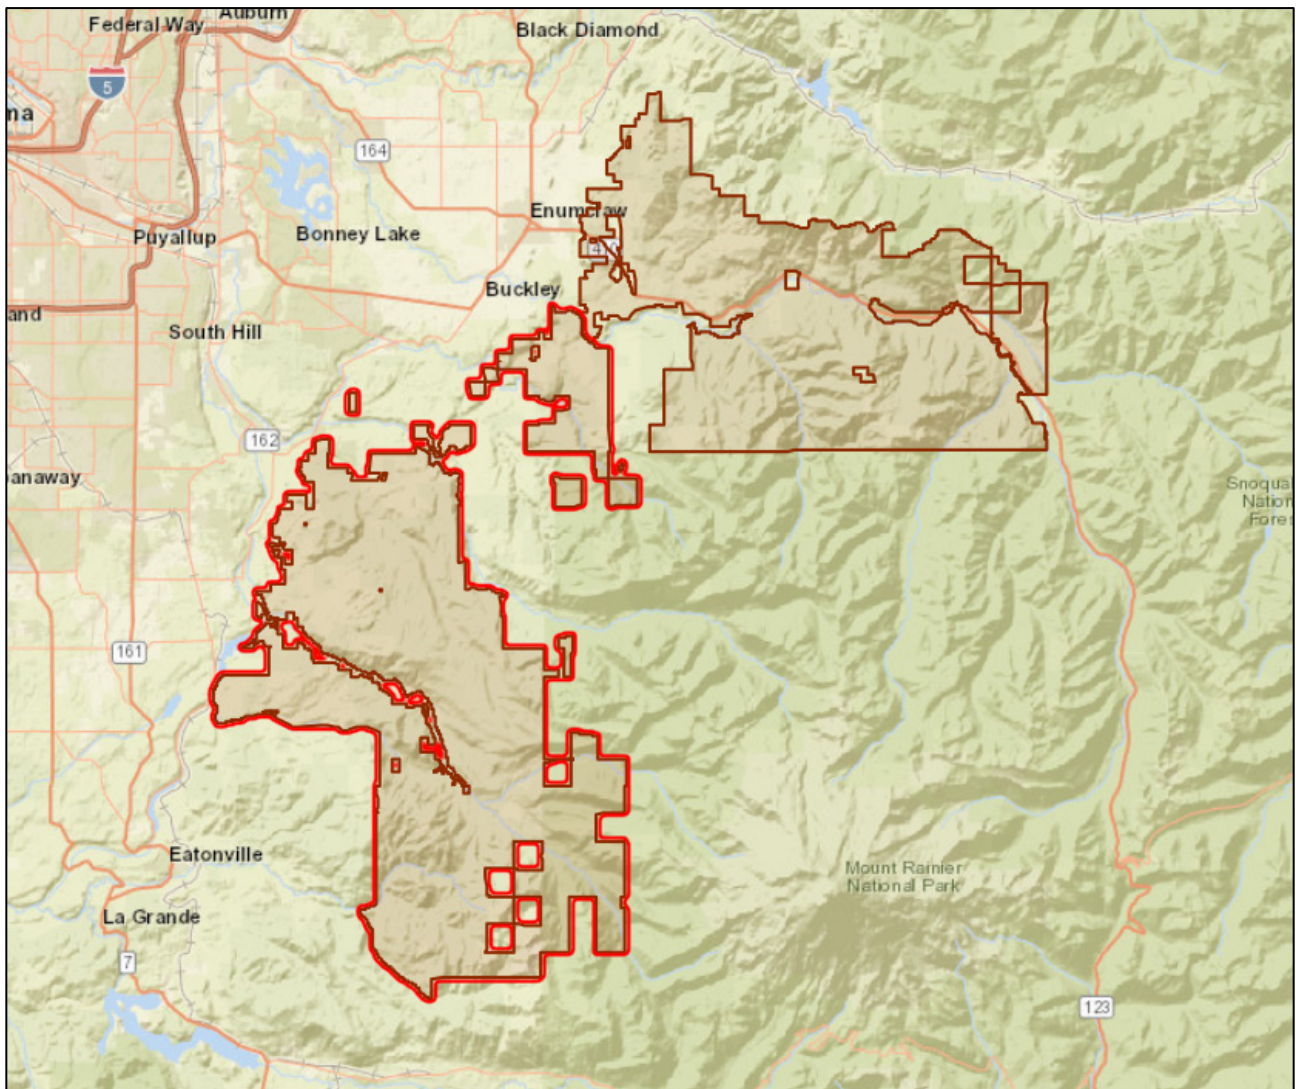 Auburn
Federal Way
Black Diamond
5
164
Enumclaw
Puyallup
Bonney Lake
410
Buckley
South Hill
162
161
Eatonville
Mount Rainier
National Park
La Grande
7
123